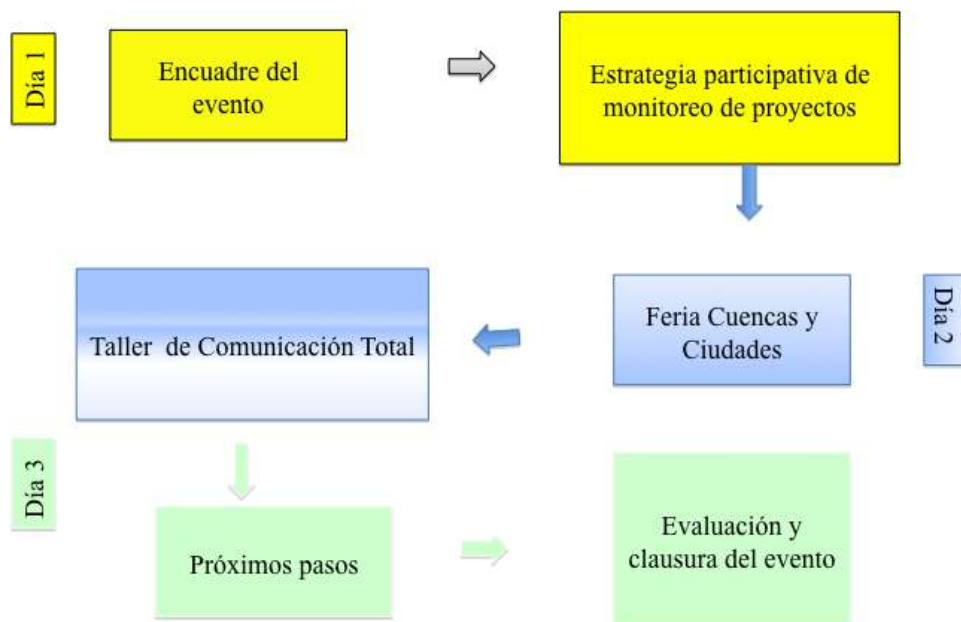 Día 1
Encuadre del
evento
Estrategia participativa de
monitoreo de proyectos
Taller de Comunicación Total
Feria Cuencas y
Ciudades
Día 2
Día 3
Próximos pasos
Evaluación y
clausura del evento